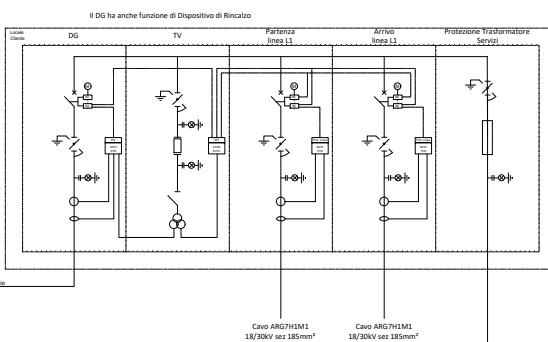 Il DG ha anche funzione di Dispositivo di Rincalzo
Locale
Cliente
DG
TV
Partenza
linea L1
Arrivo
linea L1
Protezione Trasformatore
Servizi
M
M
M
Cavo ARG7H1M1
18/30kV sez 185mm²
Cavo ARG7H1M1
18/30kV sez 185mm²